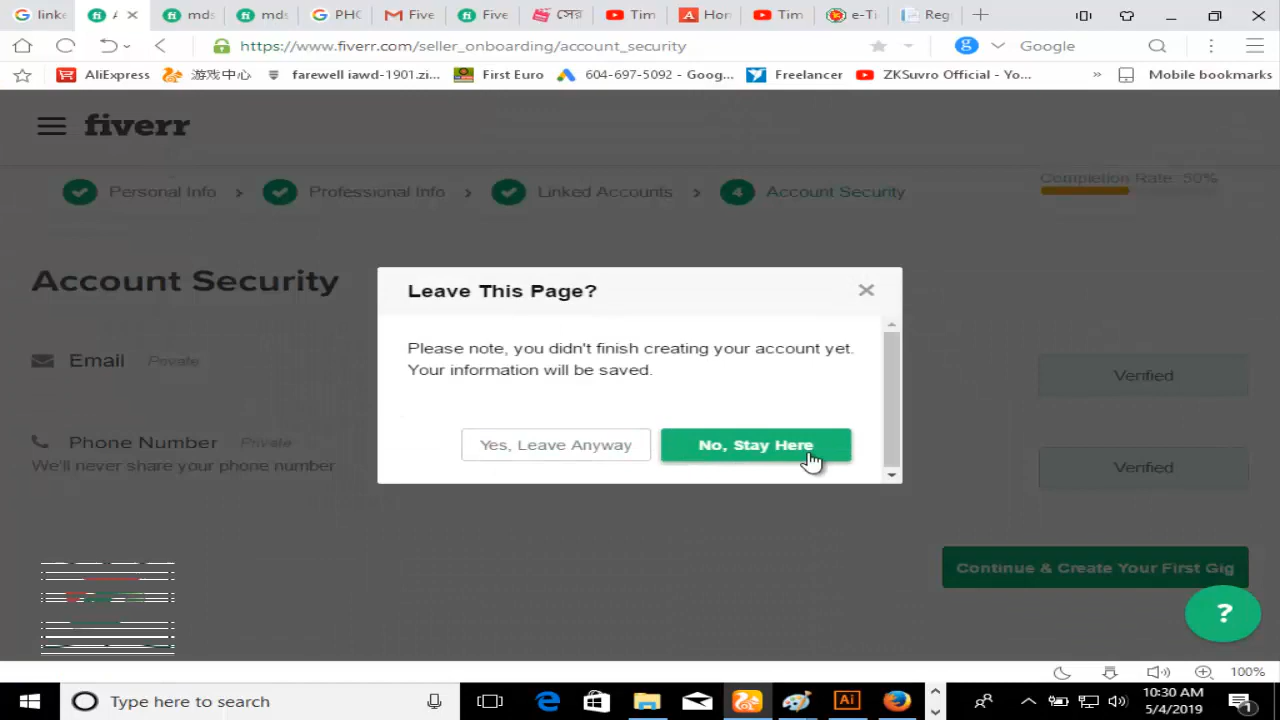 linke
mds
mds
PHC
Five
Five
সের
Tim
Hor
Tim
e-Ti
Reg
https://www.fiverr.com/seller_onboarding/account_security
Google
AliExpress
游戏中心
farewell iawd-1901.zi...
First Euro
604-697-5092 - Goog...
Freelancer
ZKSuvro Official - Yo...
»
Mobile bookmarks
fiverr
Personal Info > Professional Info > Linked Accounts > 4 Account Security
Completion Rate: 50%
Account Security
Leave This Page?
Please note, you didn't finish creating your account yet.
Your information will be saved.
Yes, Leave Anyway
No, Stay Here
Email Private
Verified
Phone Number Private
We'll never share your phone number
Verified
Continue & Create Your First Gig
?
100%
Type here to search
Ai
10:30 AM
5/4/2019
1